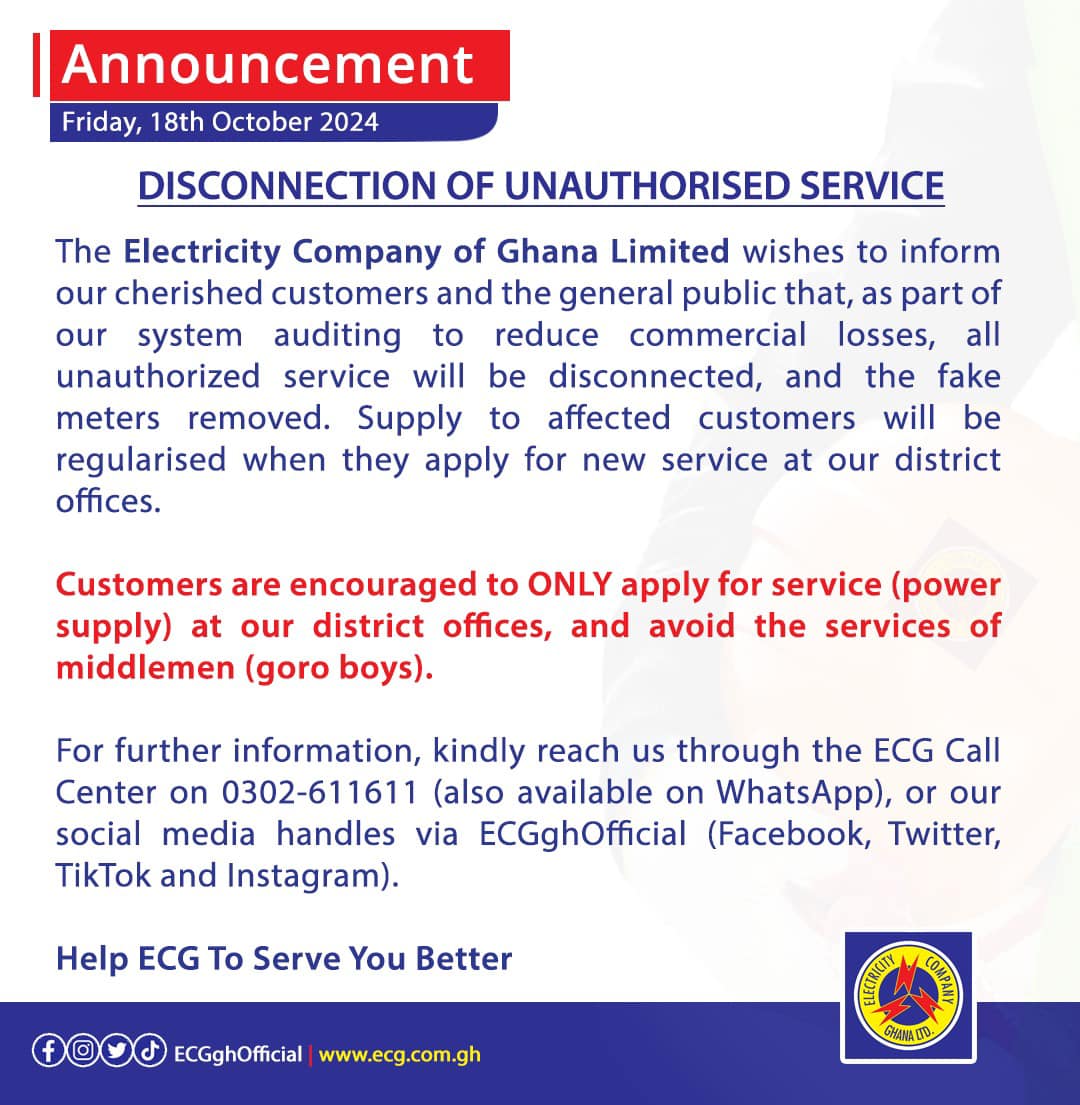 Announcement
Friday, 18th October 2024
DISCONNECTION OF UNAUTHORISED SERVICE
The Electricity Company of Ghana Limited wishes to inform
our cherished customers and the general public that, as part of
our system auditing to reduce commercial losses, all
unauthorized service will be disconnected, and the fake
meters removed. Supply to affected customers will be
regularised when they apply for new service at our district
offices.
Customers are encouraged to ONLY apply for service (power
supply) at our district offices, and avoid the services of
middlemen (goro boys).
For further information, kindly reach us through the ECG Call
Center on 0302-611611 (also available on WhatsApp), or our
social media handles via ECGghOfficial (Facebook, Twitter,
TikTok and Instagram).
Help ECG To Serve You Better
ELECTRICITY COMPANY
GHANA LTD.
ECGghOfficial | www.ecg.com.gh